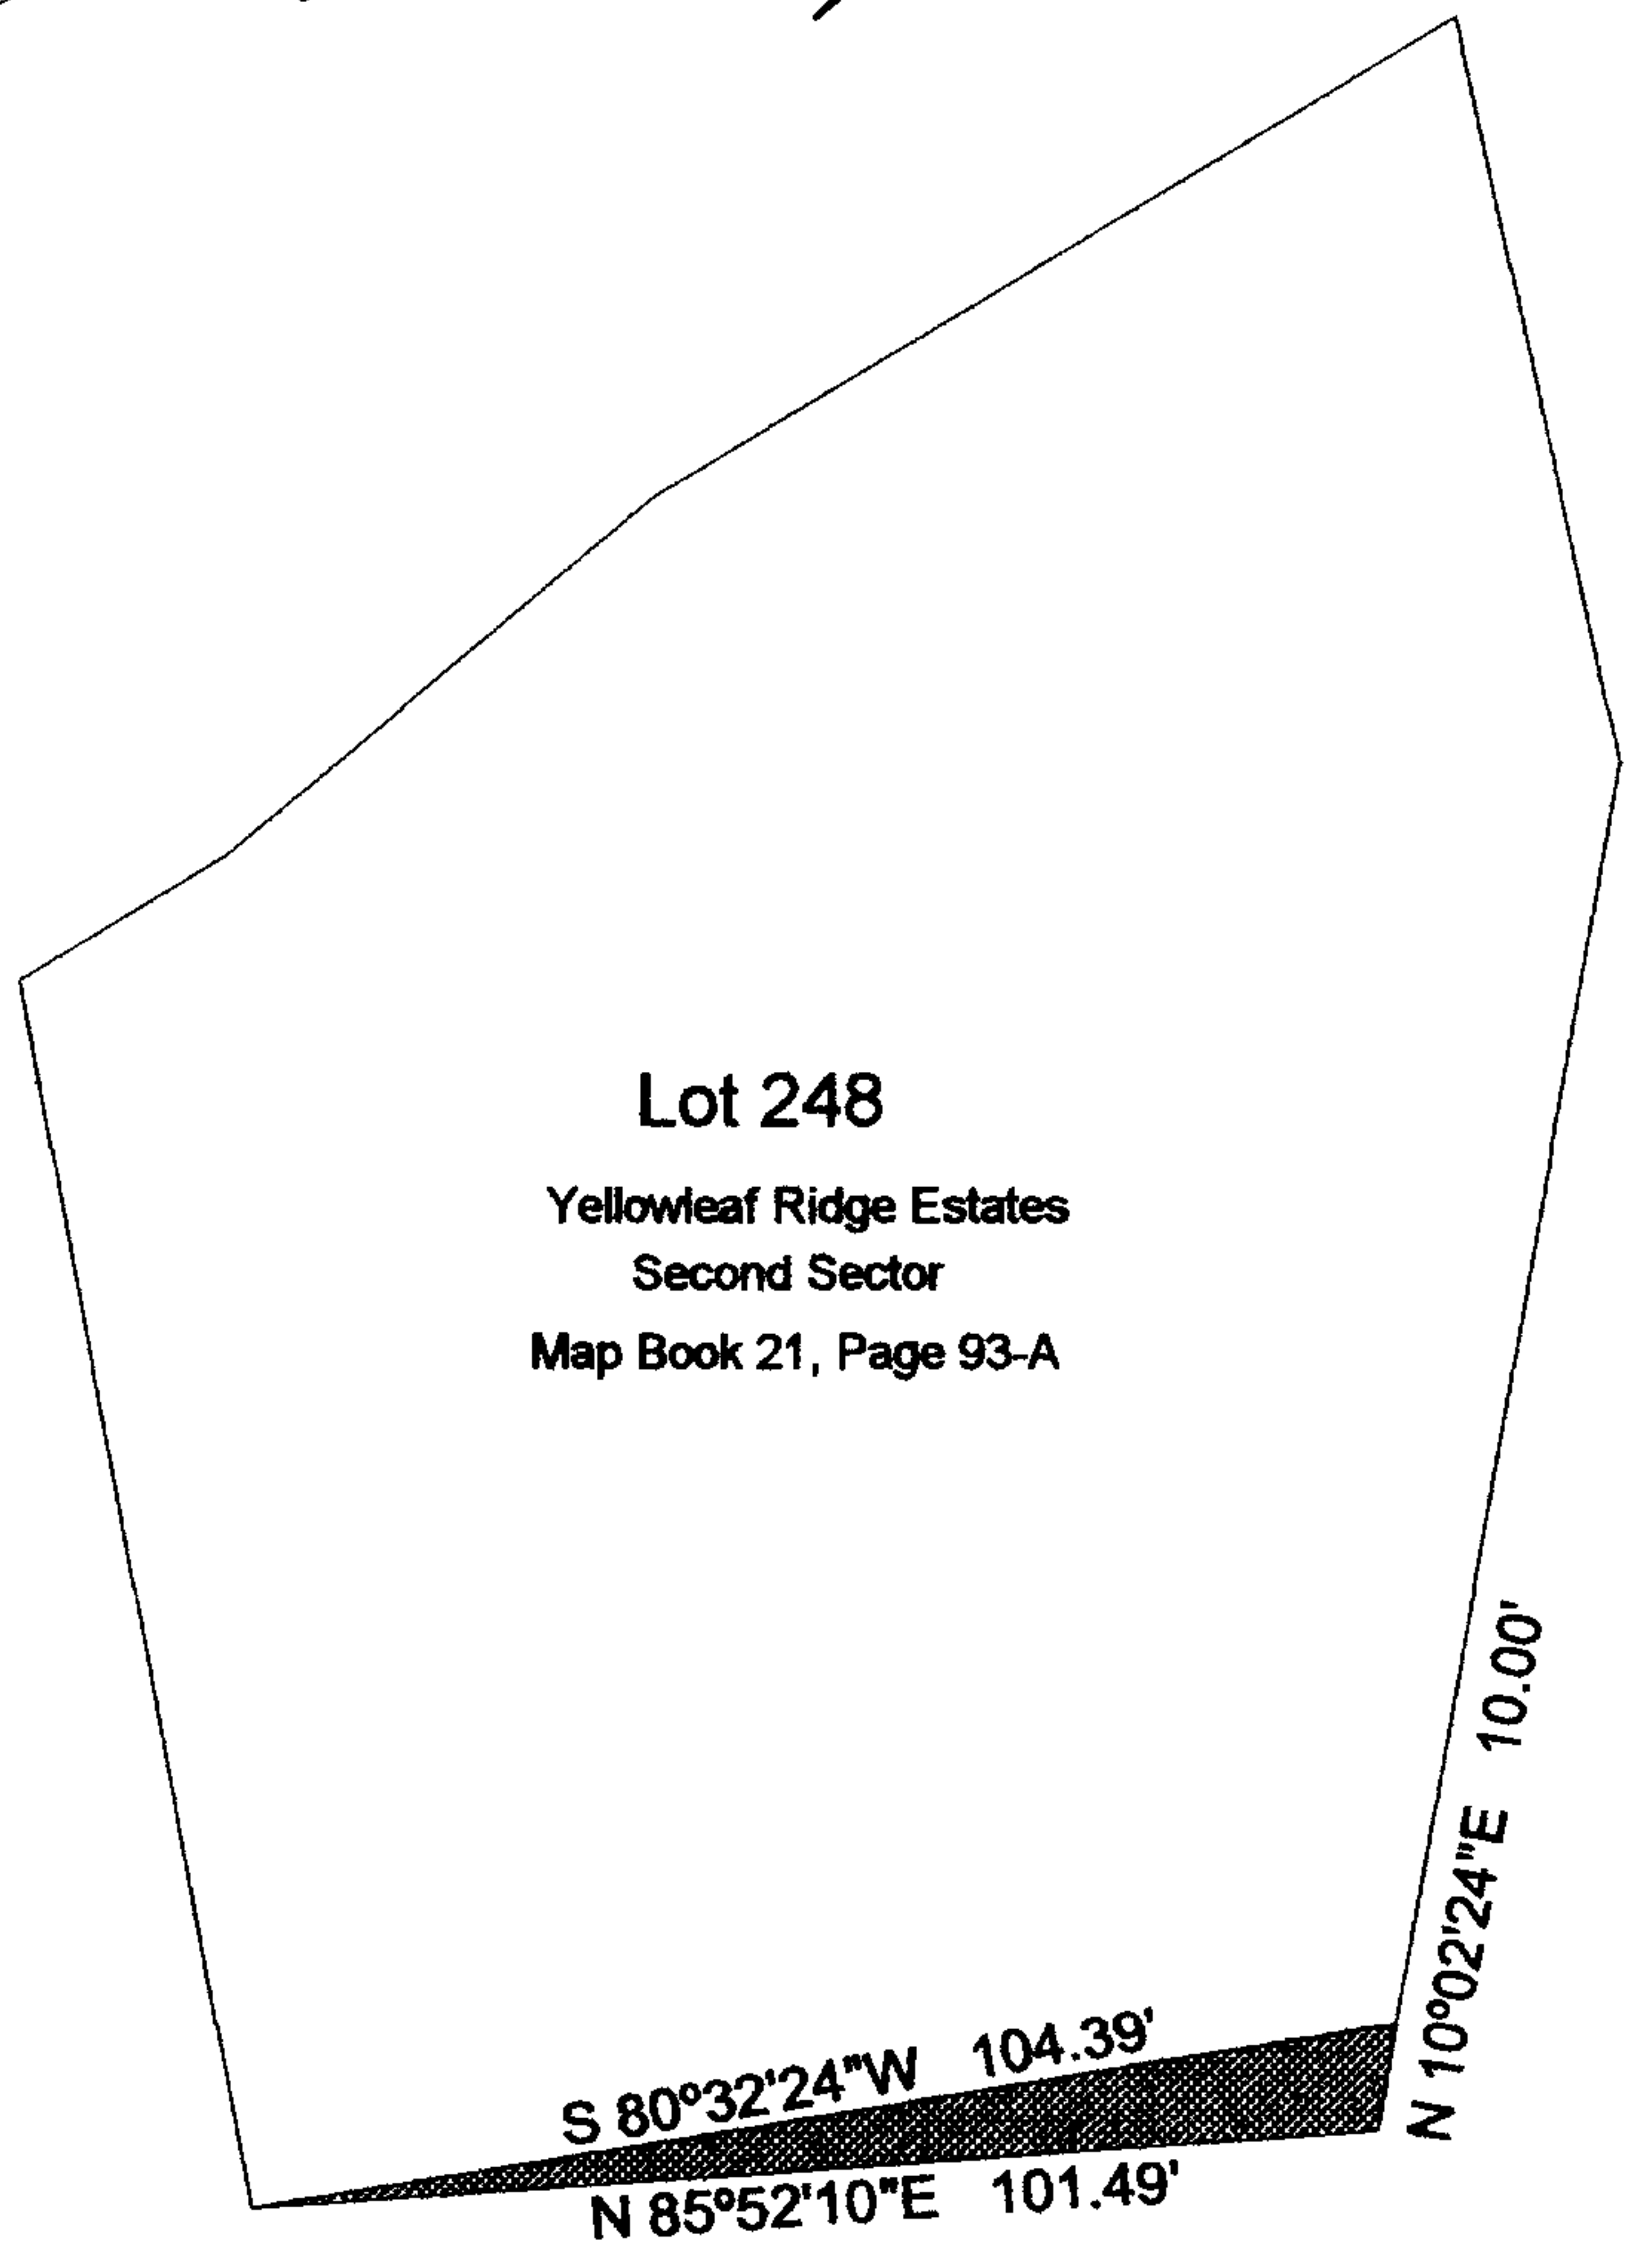 Lot 248
Yellowleaf Ridge Estates
Second Sector
Map Book 21, Page 93-A
N 10°02'24"E 10.00'
S 80°32'24"W 104.39'
N 85°52'10"E 101.49'